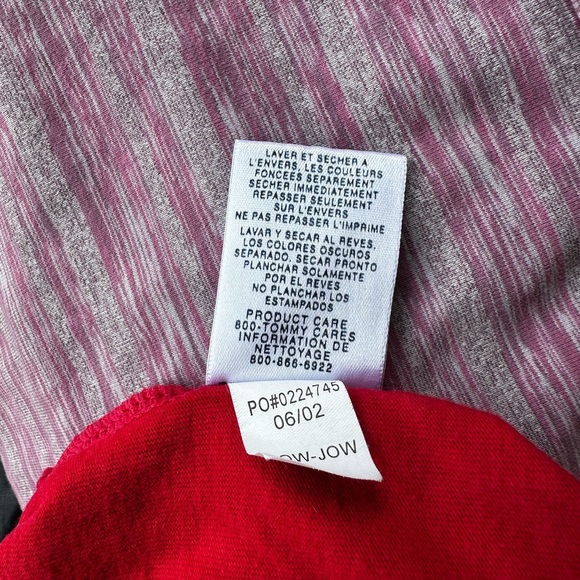 LAVER ET SECHER A
L'ENVERS, LES COULEURS
FONCEES SEPAREMENT
SECHER IMMEDIATEMENT
REPASSER SEULEMENT
SUR L'ENVERS
NE PAS REPASSER L'IMPRIME
LAVAR Y SECAR AL REVES,
LOS COLORES OSCUROS
SEPARADO. SECAR PRONTO
PLANCHAR SOLAMENTE
POR EL REVES
NO PLANCHAR LOS
ESTAMPADOS
PRODUCT CARE
800-TOMMY CARES
INFORMATION DE
NETTOYAGE
800-866-6922
PO#0224745
06/02
OW-JOW